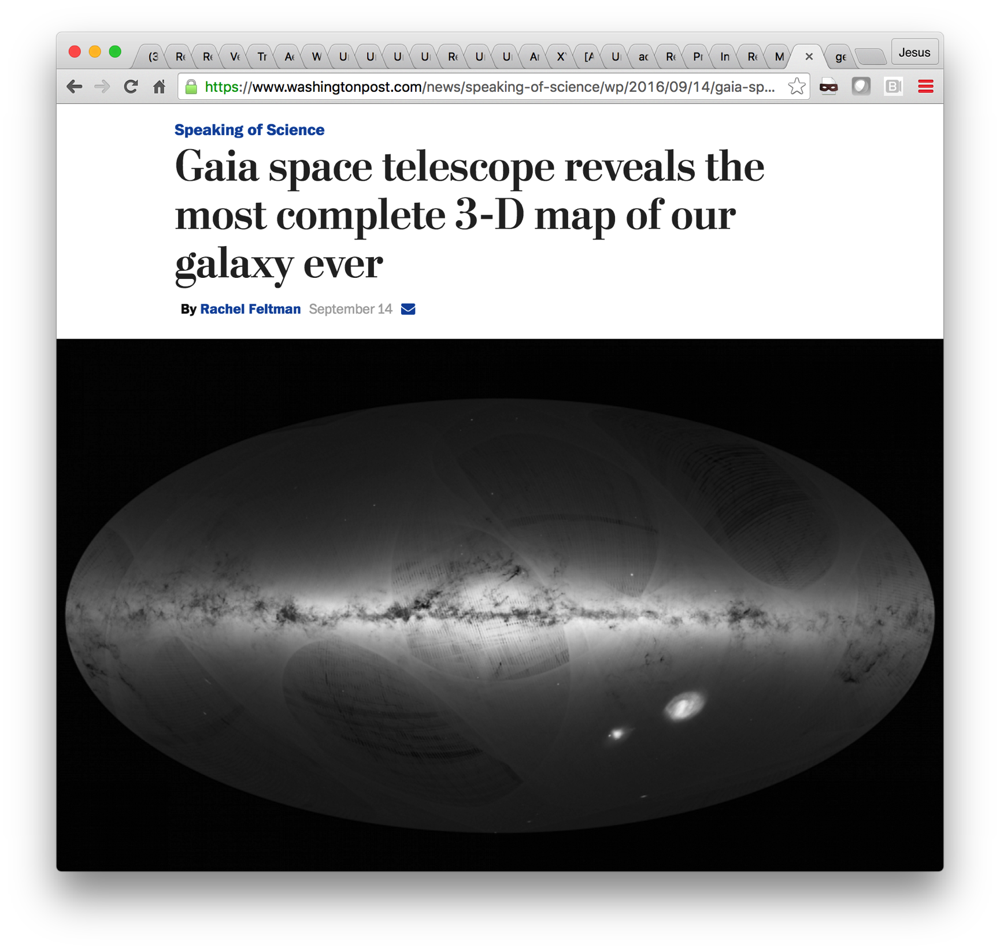 (3 Re Re Ve Tr Ac W U U U U Re U U Ar X [A U ac Re Pr In Re M ge Jesus
https://www.washingtonpost.com/news/speaking-of-science/wp/2016/09/14/gaia-sp...
Speaking of Science
Gaia space telescope reveals the
most complete 3-D map of our
galaxy ever
By Rachel Feltman September 14